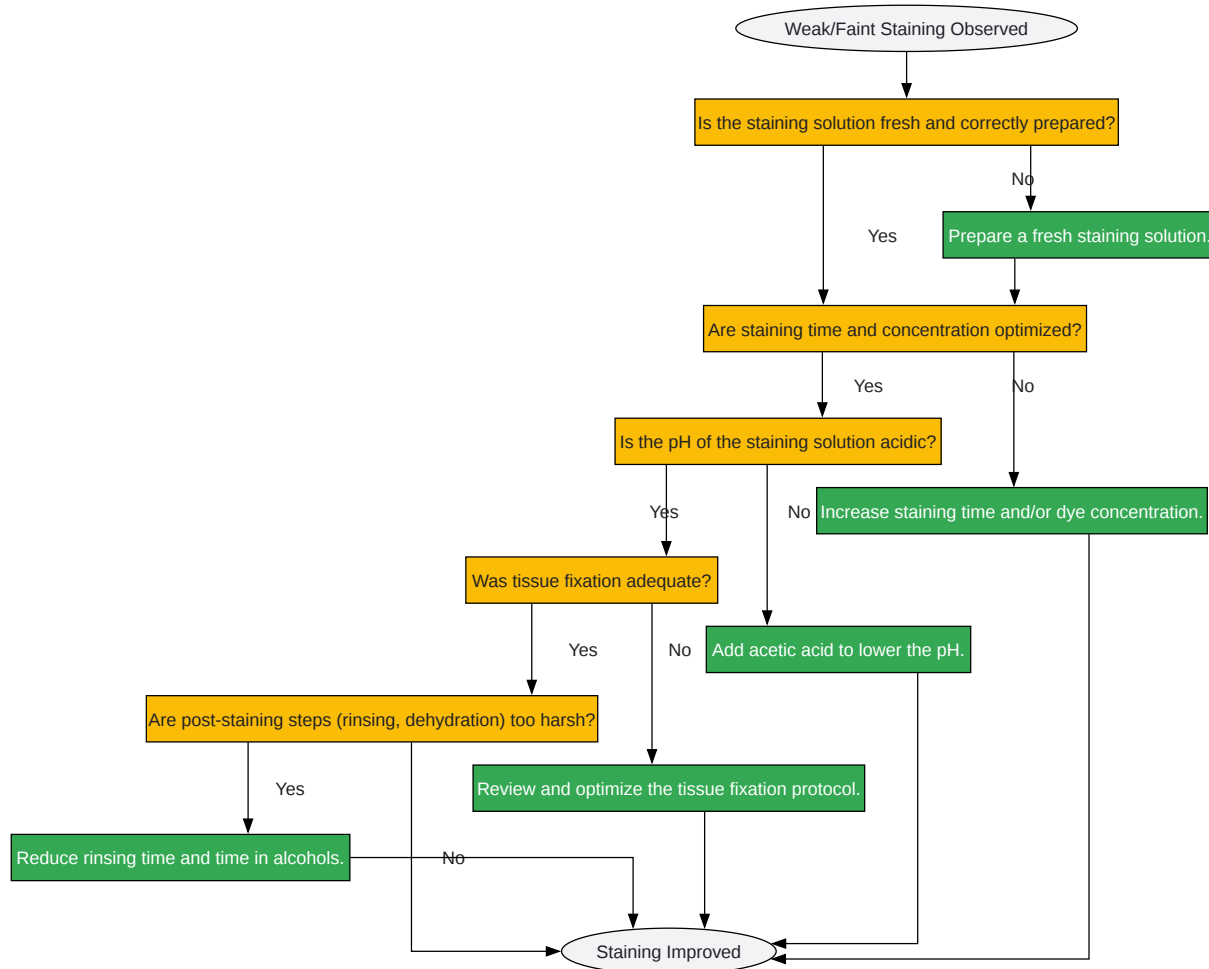 Weak/Faint Staining Observed
Is the staining solution fresh and correctly prepared?
No
Yes
Prepare a fresh staining solution.
Are staining time and concentration optimized?
Yes
No
Is the pH of the staining solution acidic?
Yes
No
Increase staining time and/or dye concentration.
Was tissue fixation adequate?
Yes
No
Add acetic acid to lower the pH.
Are post-staining steps (rinsing, dehydration) too harsh?
Yes
Review and optimize the tissue fixation protocol.
Reduce rinsing time and time in alcohols.
No
Staining Improved